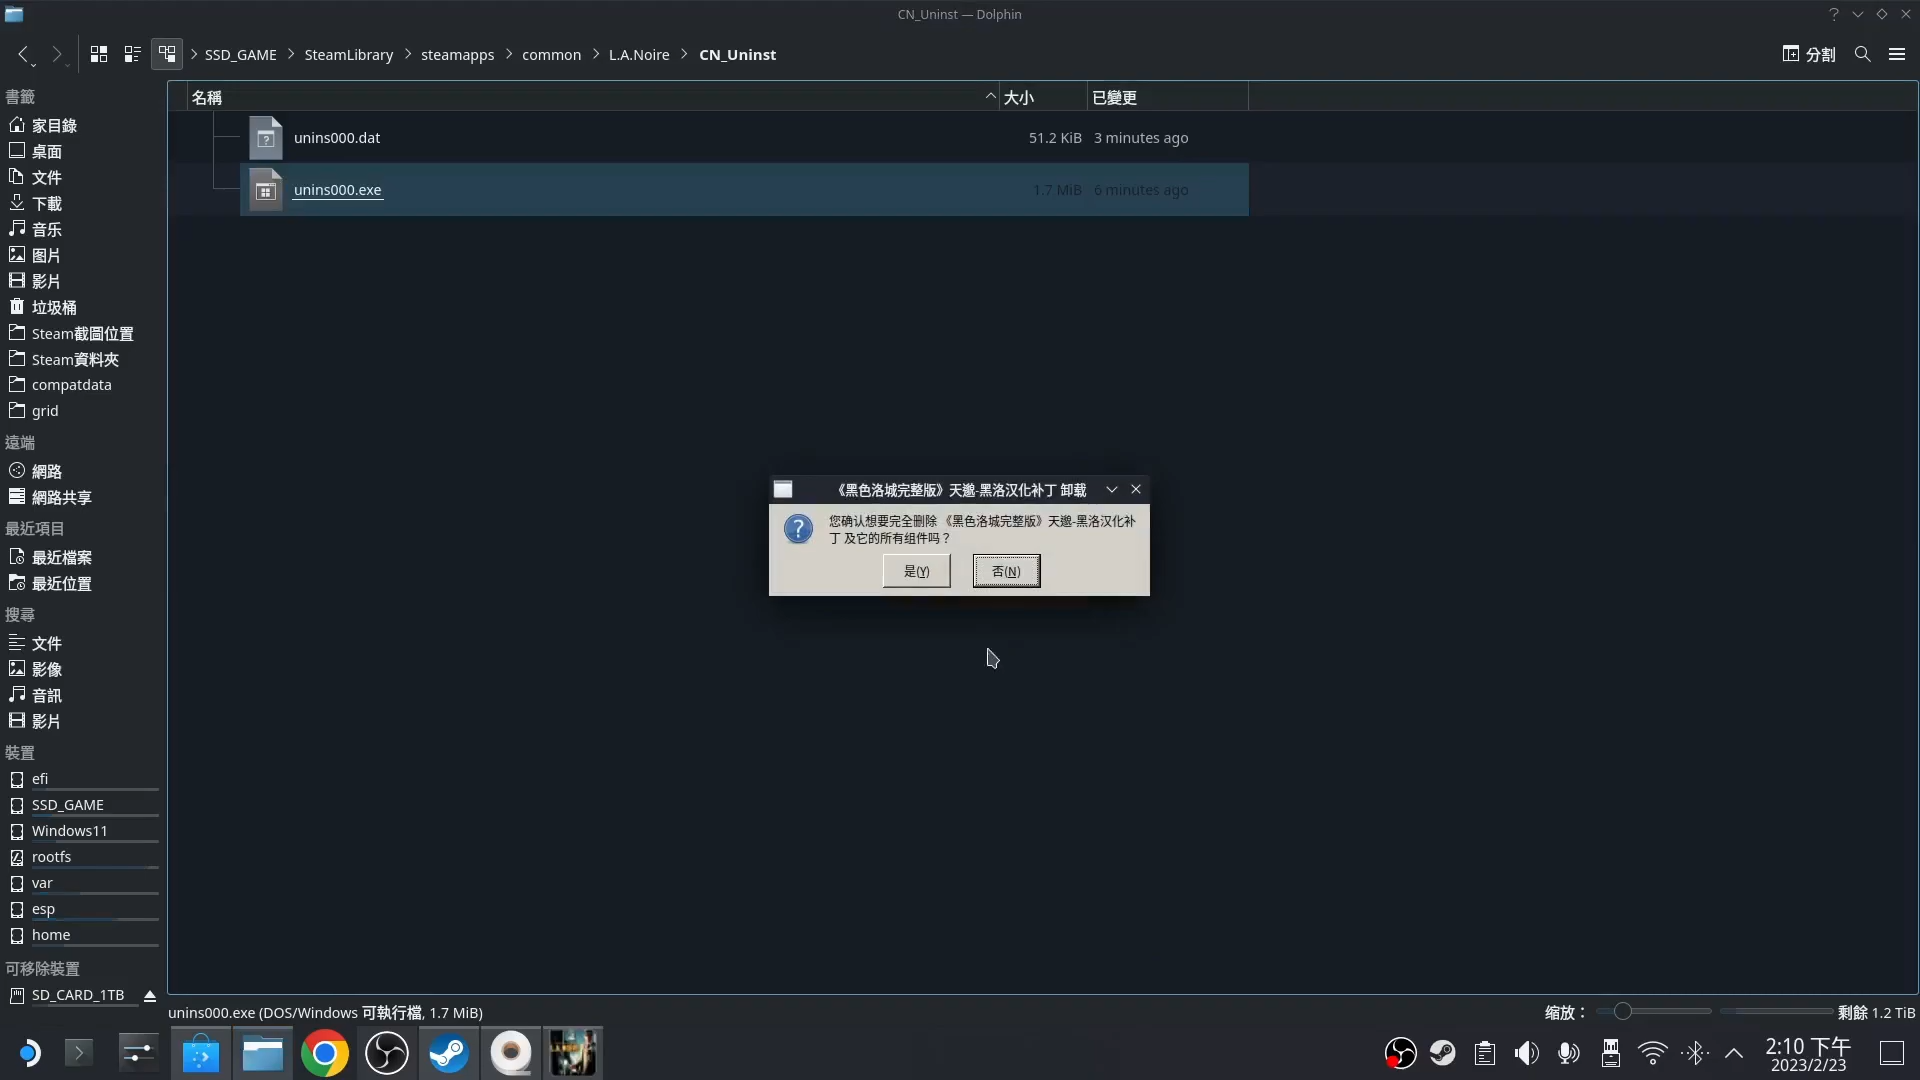 CN_Uninst — Dolphin
SSD_GAME
SteamLibrary
steamapps
common
L.A.Noire
CN_Uninst
分割
書籤
家目錄
桌面
文件
下載
音乐
图片
影片
垃圾桶
Steam截圖位置
Steam資料夾
compatdata
grid
遠端
網路
網路共享
最近項目
最近檔案
最近位置
搜尋
文件
影像
音訊
影片
裝置
efi
SSD_GAME
Windows11
rootfs
var
esp
home
可移除裝置
SD_CARD_1TB
名稱 大小 已變更
unins000.dat 51.2 KiB 3 minutes ago
unins000.exe 1.7 MiB 6 minutes ago
《黑色洛城完整版》天邈-黑洛汉化补丁 卸载
您确认想要完全删除 《黑色洛城完整版》天邈-黑洛汉化补
丁 及它的所有组件吗？
是(Y) 否(N)
unins000.exe (DOS/Windows 可執行檔, 1.7 MiB)
缩放：
剩餘 1.2 TiB
2:10 下午
2023/2/23